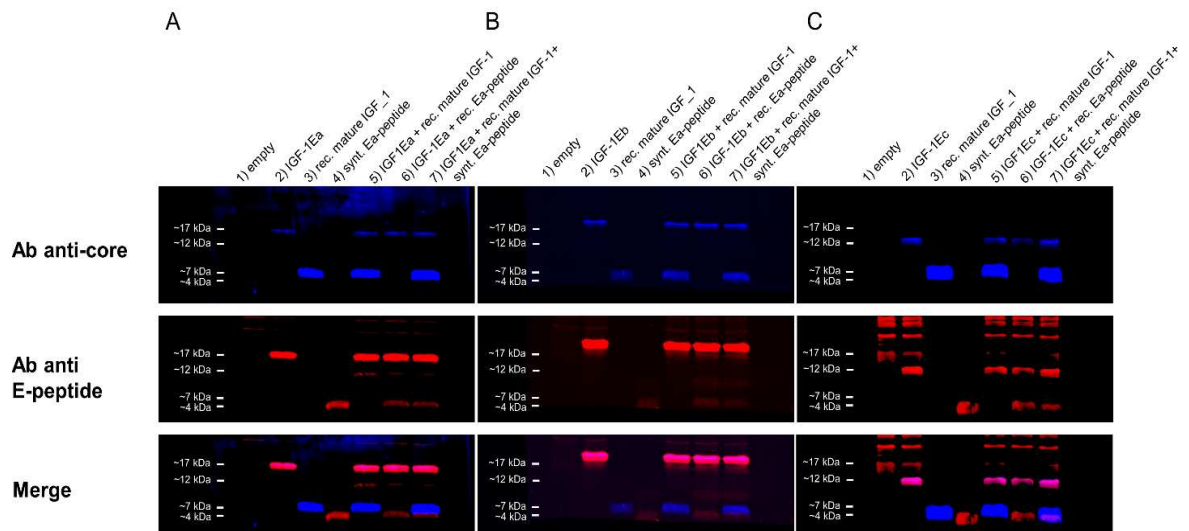 A
B
C
1) empty
2) IGF-1Ea
3) rec. mature IGF_1
4) synt. Ea-peptide
5) IGF1Ea + rec. mature IGF-1
6) IGF-1Ea + rec. Ea-peptide
7) IGF1Ea + rec. mature IGF-1+
synt. Ea-peptide
1) empty
2) IGF-1Eb
3) rec. mature IGF_1
4) synt. Ea-peptide
5) IGF1Eb + rec. mature IGF-1
6) IGF-1Eb + rec. Ea-peptide
7) IGF1Eb + rec. mature IGF-1+
synt. Ea-peptide
1) empty
2) IGF-1Ec
3) rec. mature IGF_1
4) synt. Ea-peptide
5) IGF1Ec + rec. mature IGF-1
6) IGF-1Ec + rec. Ea-peptide
7) IGF1Ec + rec. mature IGF-1+
synt. Ea-peptide
Ab anti-core
~17 kDa
~12 kDa
~7 kDa
~4 kDa
~17 kDa
~12 kDa
~7 kDa
~4 kDa
~17 kDa
~12 kDa
~7 kDa
~4 kDa
Ab anti
E-peptide
~17 kDa
~12 kDa
~7 kDa
~4 kDa
~17 kDa
~12 kDa
~7 kDa
~4 kDa
~17 kDa
~12 kDa
~7 kDa
~4 kDa
Merge
~17 kDa
~12 kDa
~7 kDa
~4 kDa
~17 kDa
~12 kDa
~7 kDa
~4 kDa
~17 kDa
~12 kDa
~7 kDa
~4 kDa